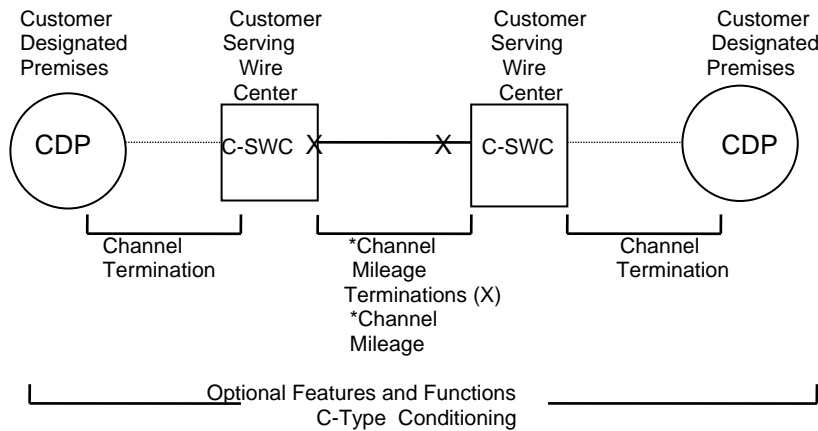 Customer
Designated
Premises
Customer
Serving
Wire
Center
Customer
Serving
Wire
Center
Customer
Designated
Premises
CDP
C-SWC
X
X
C-SWC
CDP
Channel
Termination
*Channel
Mileage
Terminations (X)
*Channel
Mileage
Channel
Termination
Optional Features and Functions
C-Type Conditioning